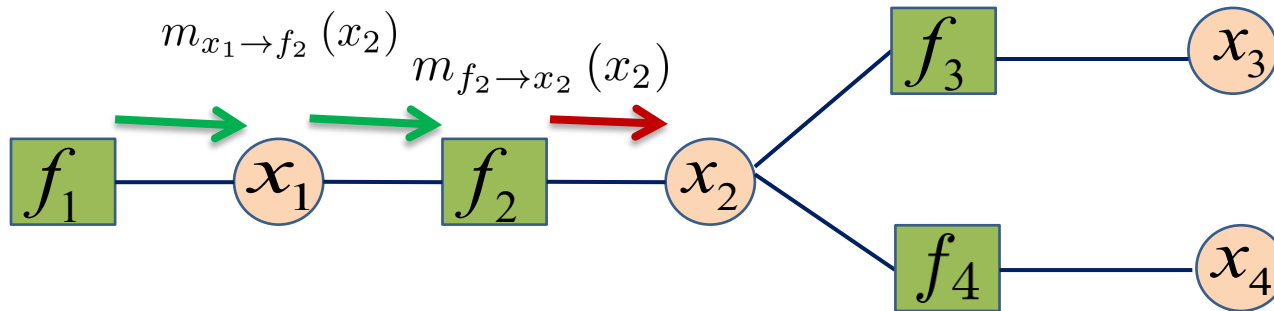 m_{x_1→f_2} (x_2)
m_{f_2→x_2} (x_2)
f_1
x_1
f_2
x_2
f_3
x_3
f_4
x_4